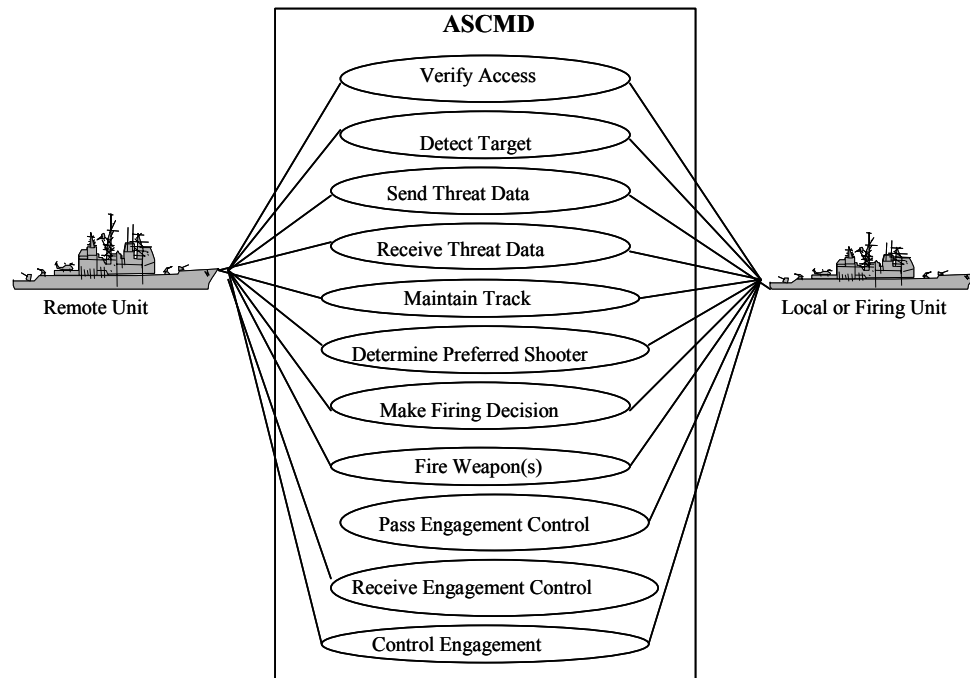 ASCMD
Verify Access
Detect Target
Send Threat Data
Receive Threat Data
Maintain Track
Remote Unit
Local or Firing Unit
Determine Preferred Shooter
Make Firing Decision
Fire Weapon(s)
Pass Engagement Control
Receive Engagement Control
Control Engagement